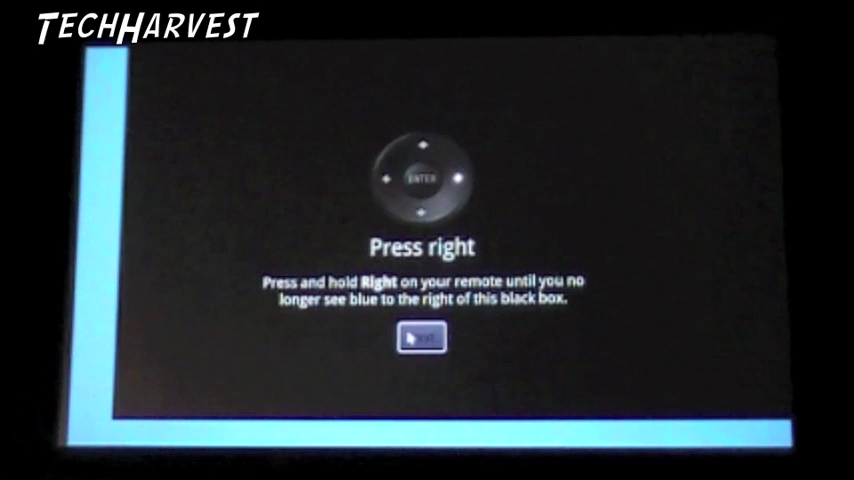 TECHHARVEST
ENTER
Press right
Press and hold Right on your remote until you no
longer see blue to the right of this black box.